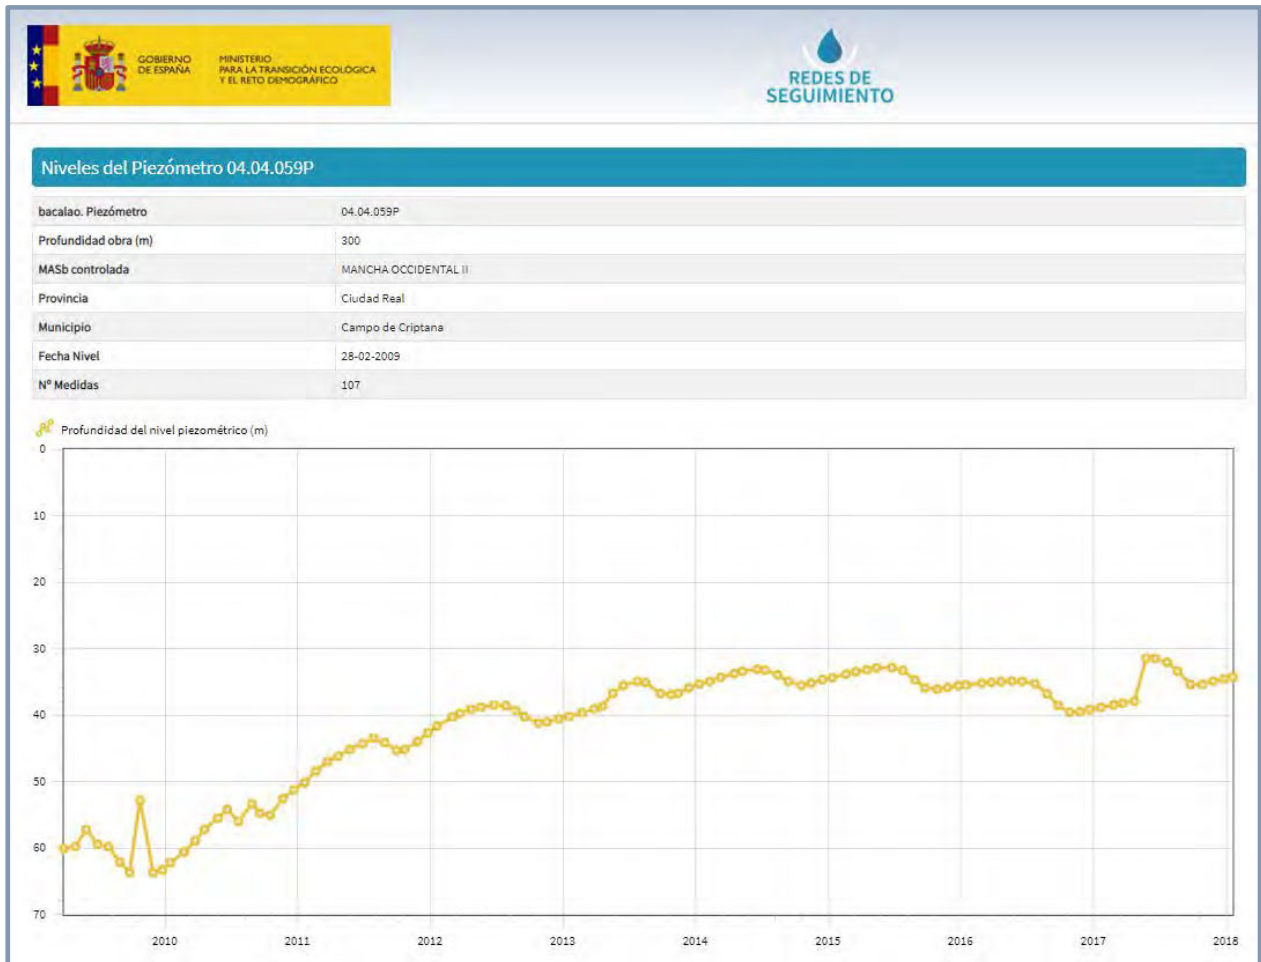 GOBIERNO
DE ESPAÑA
MINISTERIO
PARA LA TRANSICIÓN ECOLÓGICA
Y EL RETO DEMOGRÁFICO
REDES DE
SEGUIMIENTO
Niveles del Piezómetro 04.04.059P
bacalao. Piezómetro 04.04.059P
Profundidad obra (m) 300
MASb controlada MANCHA OCCIDENTAL II
Provincia Ciudad Real
Municipio Campo de Criptana
Fecha Nivel 28-02-2009
Nº Medidas 107
Profundidad del nivel piezométrico (m)
0
10
20
30
40
50
60
70
2010 2011 2012 2013 2014 2015 2016 2017 2018